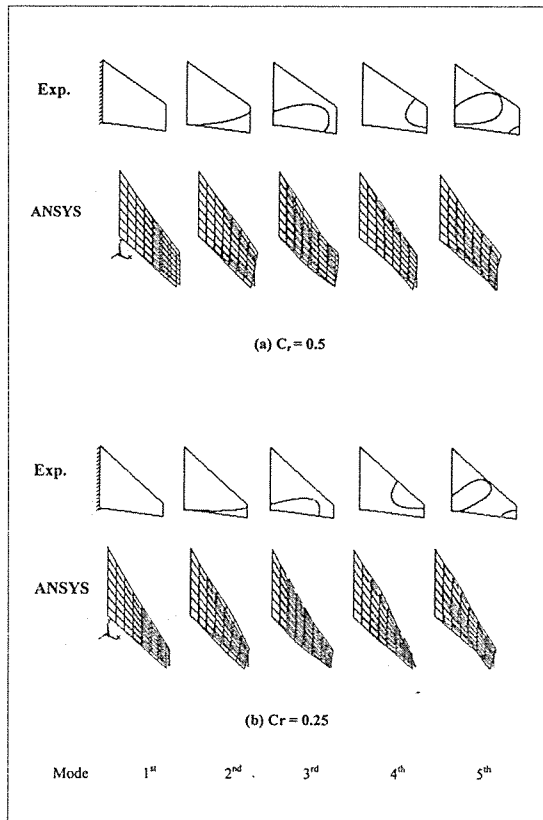 Exp.
ANSYS
(a) Cr = 0.5
Exp.
ANSYS
(b) Cr = 0.25
Mode 1st 2nd 3rd 4th 5th